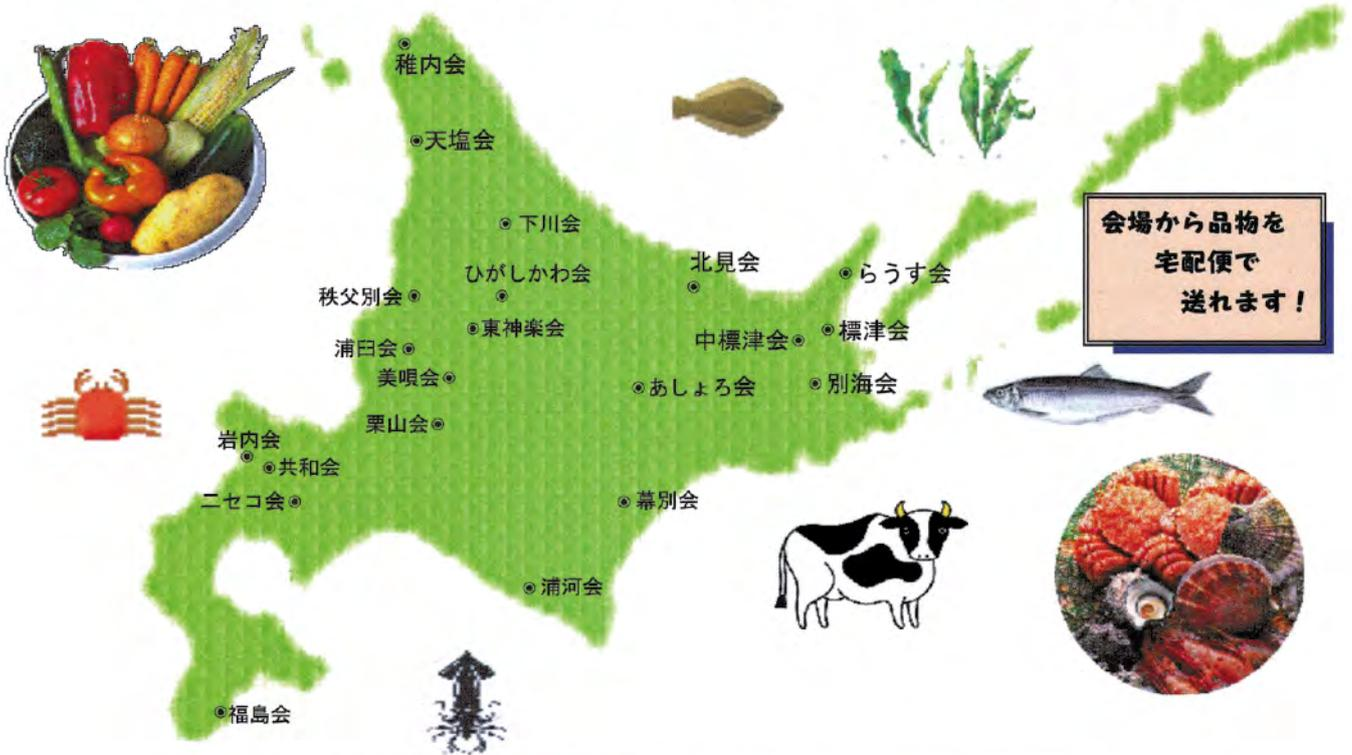 稚内会
天塩会
下川会
ひがしかわ会
北見会
らうす会
秩父別会
東神楽会
中標津会
標津会
浦臼会
美唄会
あしょろ会
別海会
栗山会
岩内会
共和会
ニセコ会
幕別会
浦河会
福島会
会場から品物を
宅配便で
送れます!